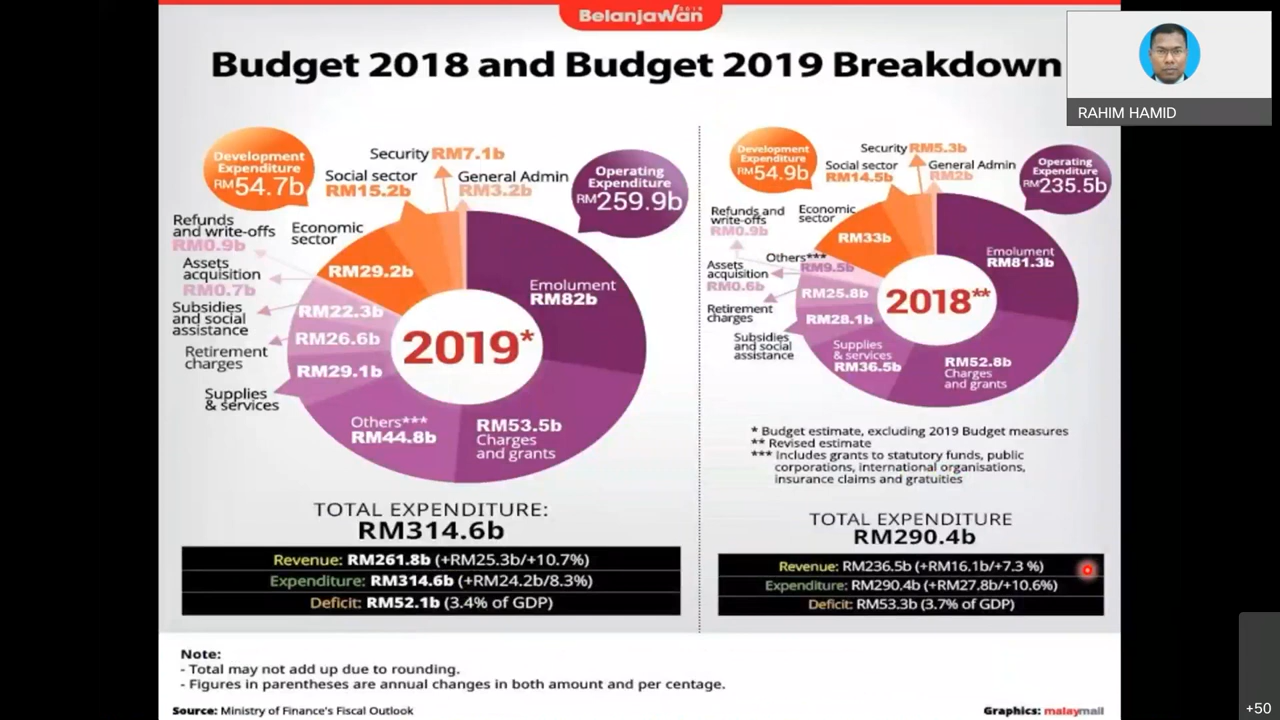 BelanJaWan 2019
Budget 2018 and Budget 2019 Breakdown
RAHIM HAMID
Development
Expenditure
RM54.7b
Security RM7.1b
Social sector
RM15.2b
General Admin
RM3.2b
Operating
Expenditure
RM259.9b
Refunds
and write-offs
RM0.9b
Economic
sector
RM29.2b
Assets
acquisition
RM0.7b
Subsidies
and social
assistance
RM22.3b
Retirement
charges
RM26.6b
RM29.1b
Supplies
& services
Others***
RM44.8b
RM53.5b
Charges
and grants
Emolument
RM82b
2019*
TOTAL EXPENDITURE:
RM314.6b
Revenue: RM261.8b (+RM25.3b/+10.7%)
Expenditure: RM314.6b (+RM24.2b/8.3%)
Deficit: RM52.1b (3.4% of GDP)
Development
Expenditure
RM54.9b
Security RM5.3b
Social sector
RM14.5b
General Admin
RM2b
Operating
Expenditure
RM235.5b
Refunds and
write-offs
RM0.9b
Economic
sector
RM33b
Others***
RM9.5b
Assets
acquisition
RM0.6b
RM25.8b
Retirement
charges
RM28.1b
Subsidies
and social
assistance
Supplies
& services
RM36.5b
RM52.8b
Charges
and grants
Emolument
RM81.3b
2018**
* Budget estimate, excluding 2019 Budget measures
** Revised estimate
*** Includes grants to statutory funds, public
corporations, international organisations,
insurance claims and gratuities
TOTAL EXPENDITURE
RM290.4b
Revenue: RM236.5b (+RM16.1b/+7.3 %)
Expenditure: RM290.4b (+RM27.8b/+10.6%)
Deficit: RM53.3b (3.7% of GDP)
Note:
- Total may not add up due to rounding.
- Figures in parentheses are annual changes in both amount and per centage.
Source: Ministry of Finance's Fiscal Outlook
Graphics: malaymail
+50